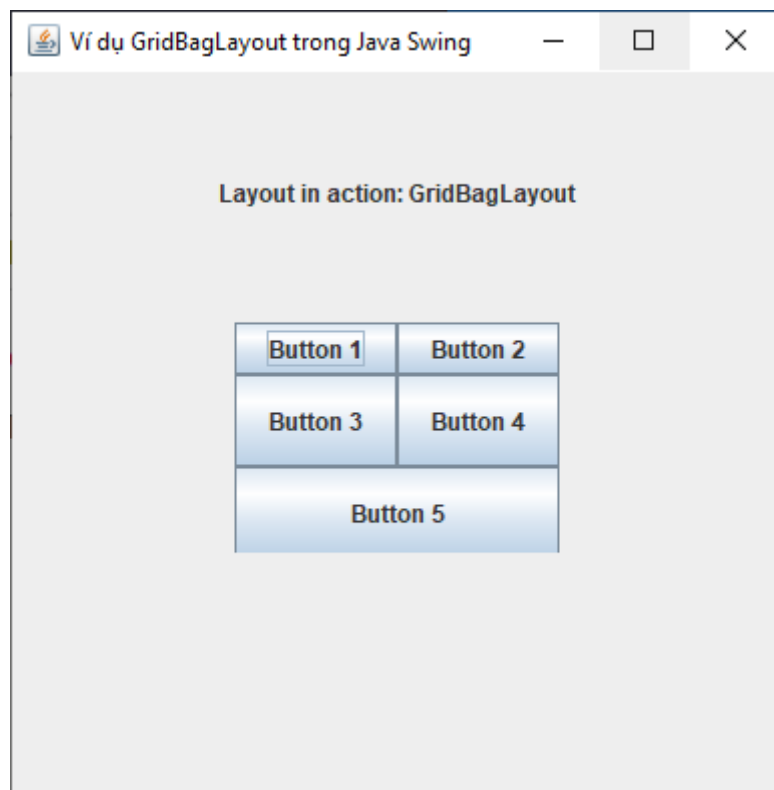 Ví dụ GridBagLayout trong Java Swing
Layout in action: GridBagLayout
Button 1 Button 2
Button 3 Button 4
Button 5